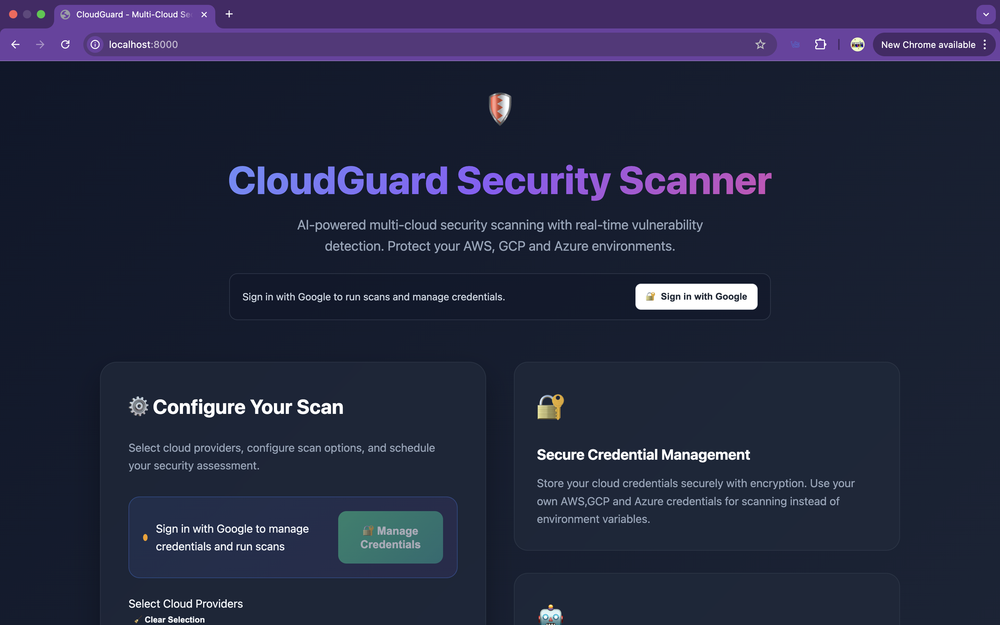 CloudGuard - Multi-Cloud Sec
localhost:8000
New Chrome available
CloudGuard Security Scanner
AI-powered multi-cloud security scanning with real-time vulnerability
detection. Protect your AWS, GCP and Azure environments.
Sign in with Google to run scans and manage credentials.
Sign in with Google
Configure Your Scan
Select cloud providers, configure scan options, and schedule
your security assessment.
Sign in with Google to manage
credentials and run scans
Manage
Credentials
Select Cloud Providers
Clear Selection
Secure Credential Management
Store your cloud credentials securely with encryption. Use your
own AWS,GCP and Azure credentials for scanning instead of
environment variables.